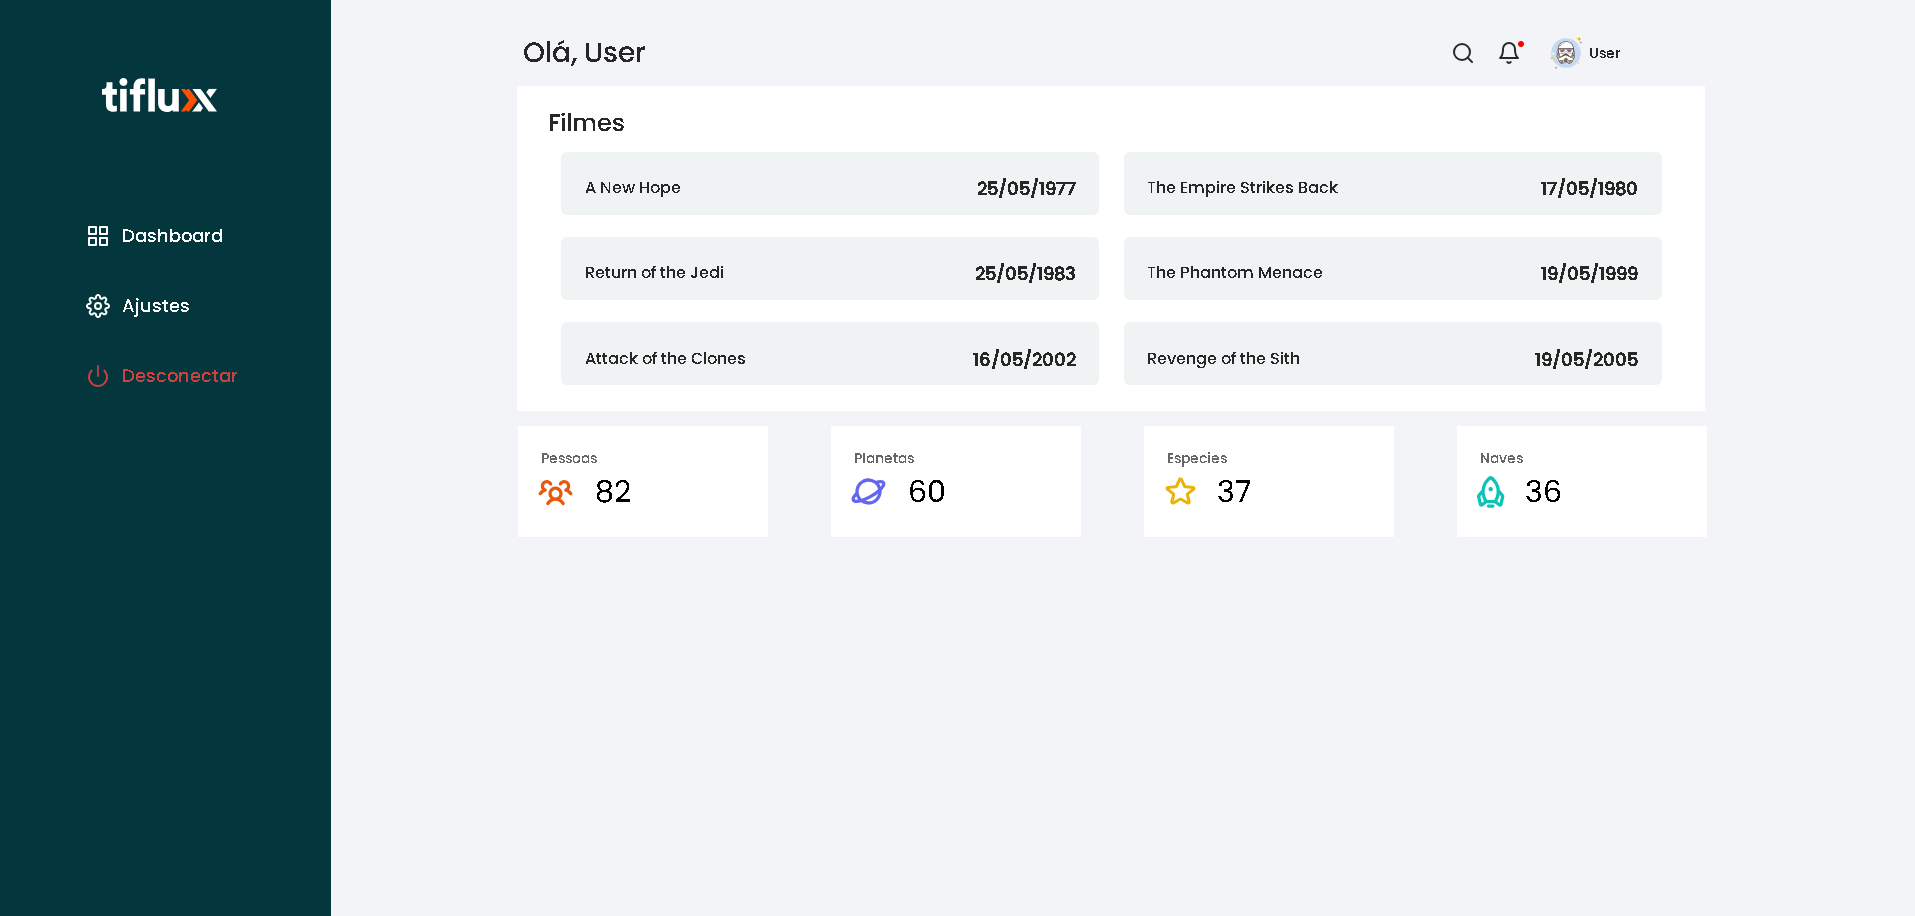 tiflux
Dashboard
Ajustes
Desconectar
Olá, User
User
Filmes
A New Hope 25/05/1977
The Empire Strikes Back 17/05/1980
Return of the Jedi 25/05/1983
The Phantom Menace 19/05/1999
Attack of the Clones 16/05/2002
Revenge of the Sith 19/05/2005
Pessoas
82
Planetas
60
Especies
37
Naves
36